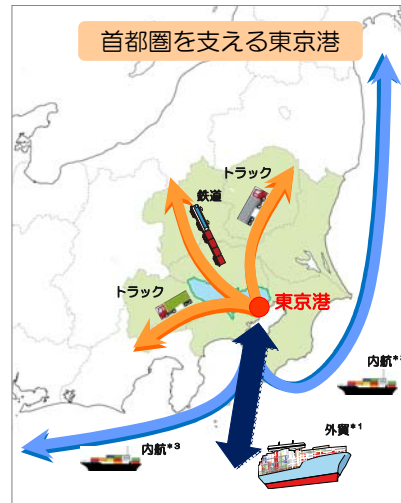 首都圏を支える東京港
トラック
鉄道
トラック
東京港
内航*
外貿*1
内航*3